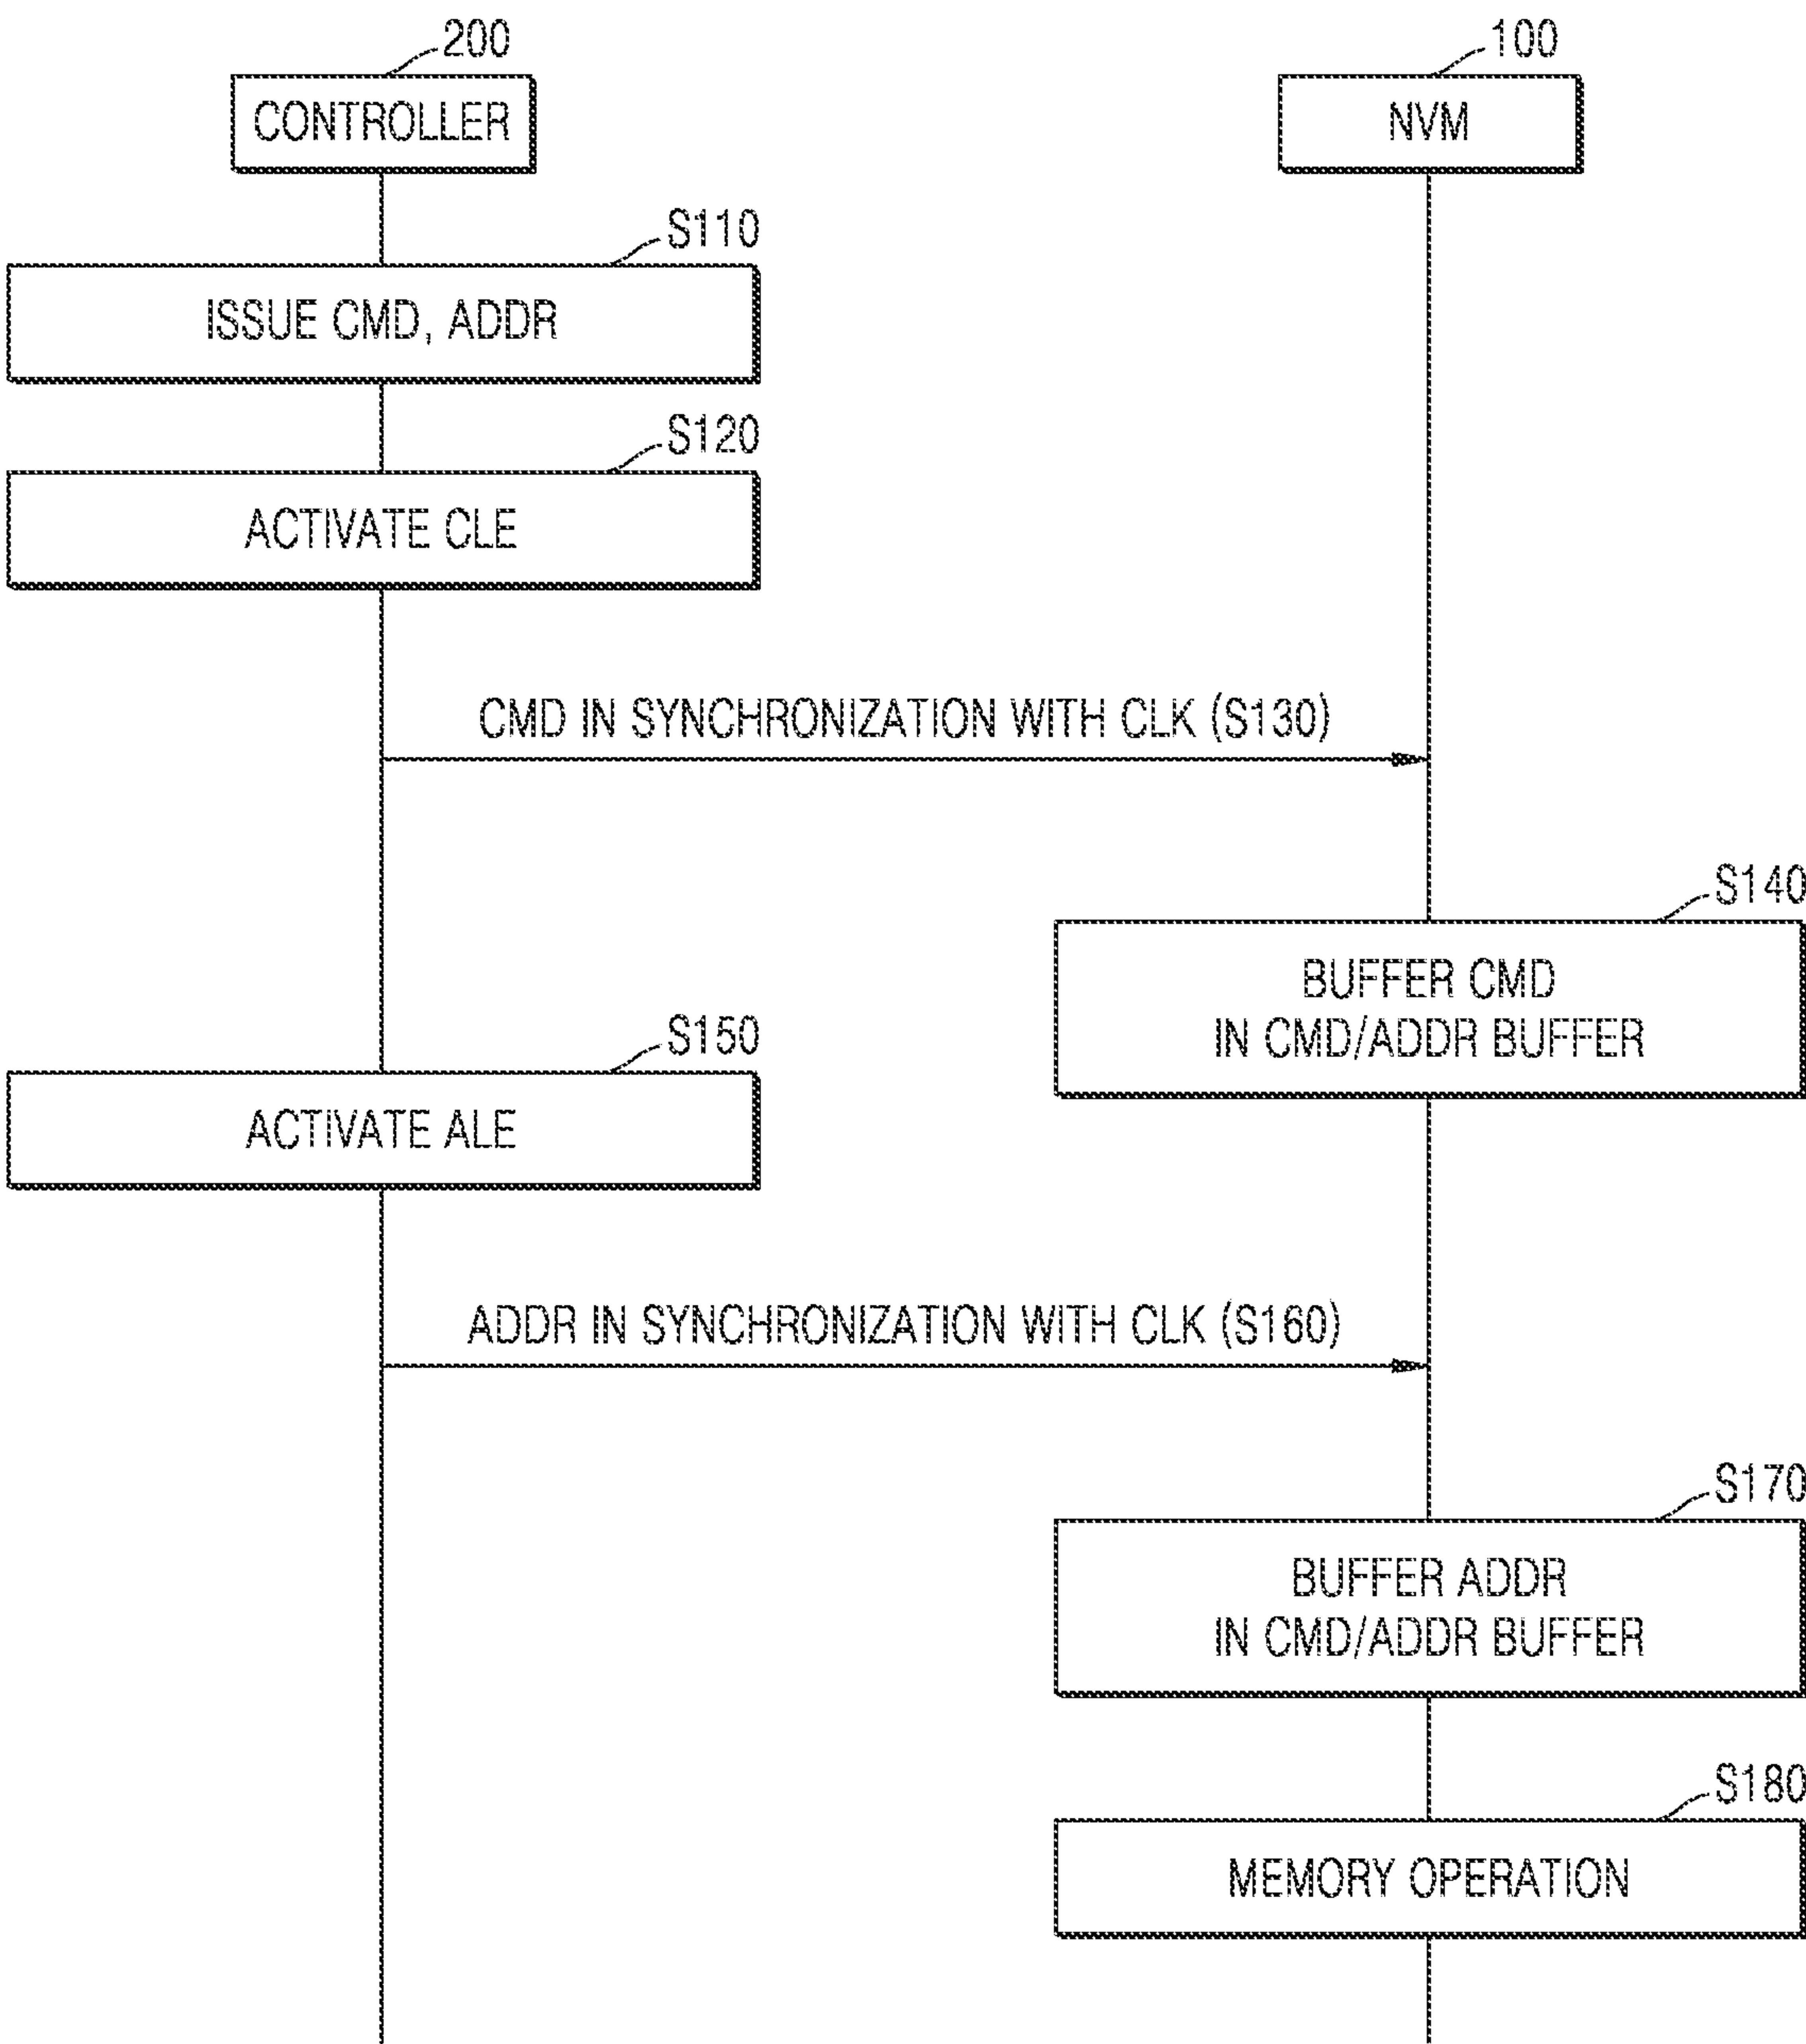 200
100
CONTROLLER
NVM
S110
ISSUE CMD, ADDR
S120
ACTIVATE CLE
CMD IN SYNCHRONIZATION WITH CLK (S130)
S140
BUFFER CMD
IN CMD/ADDR BUFFER
S150
ACTIVATE ALE
ADDR IN SYNCHRONIZATION WITH CLK (S160)
S170
BUFFER ADDR
IN CMD/ADDR BUFFER
S180
MEMORY OPERATION